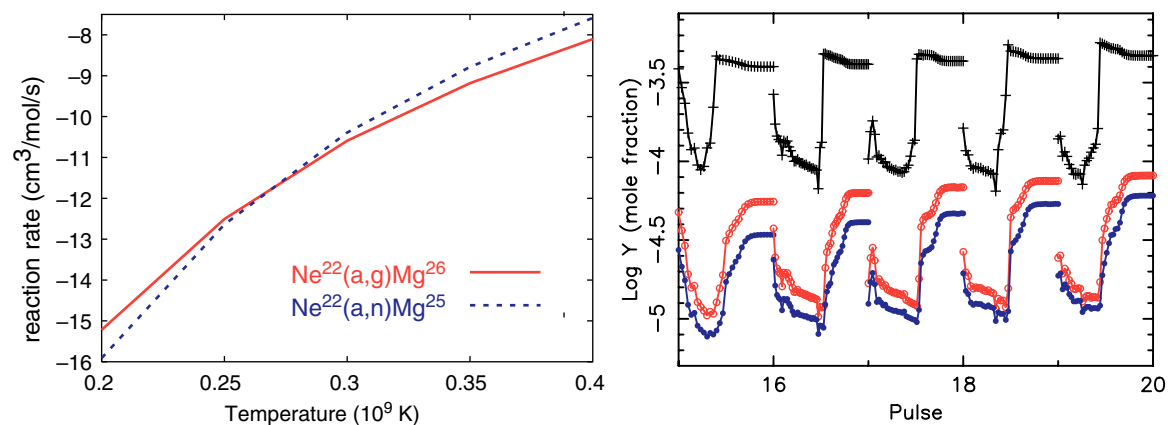 reaction rate (cm³/mol/s)
−8
−9
−10
−11
−12
−13
−14
−15
−16
Ne²²(a,g)Mg²⁶
Ne²²(a,n)Mg²⁵
0.2 0.25 0.3 0.35 0.4
Temperature (10⁹ K)
Log Y (mole fraction)
−3.5
−4
−4.5
−5
16 17 18 19 20
Pulse